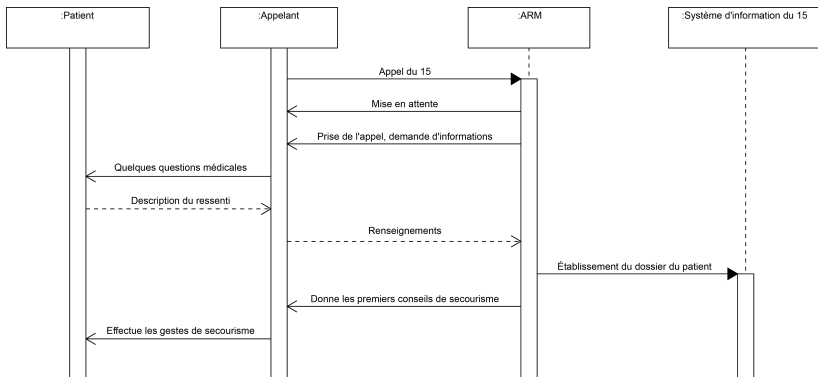 :Patient
:Appelant
:ARM
:Système d'information du 15
Appel du 15
Mise en attente
Prise de l'appel, demande d'informations
Quelques questions médicales
Description du ressenti
Renseignements
Établissement du dossier du patient
Donne les premiers conseils de secourisme
Effectue les gestes de secourisme